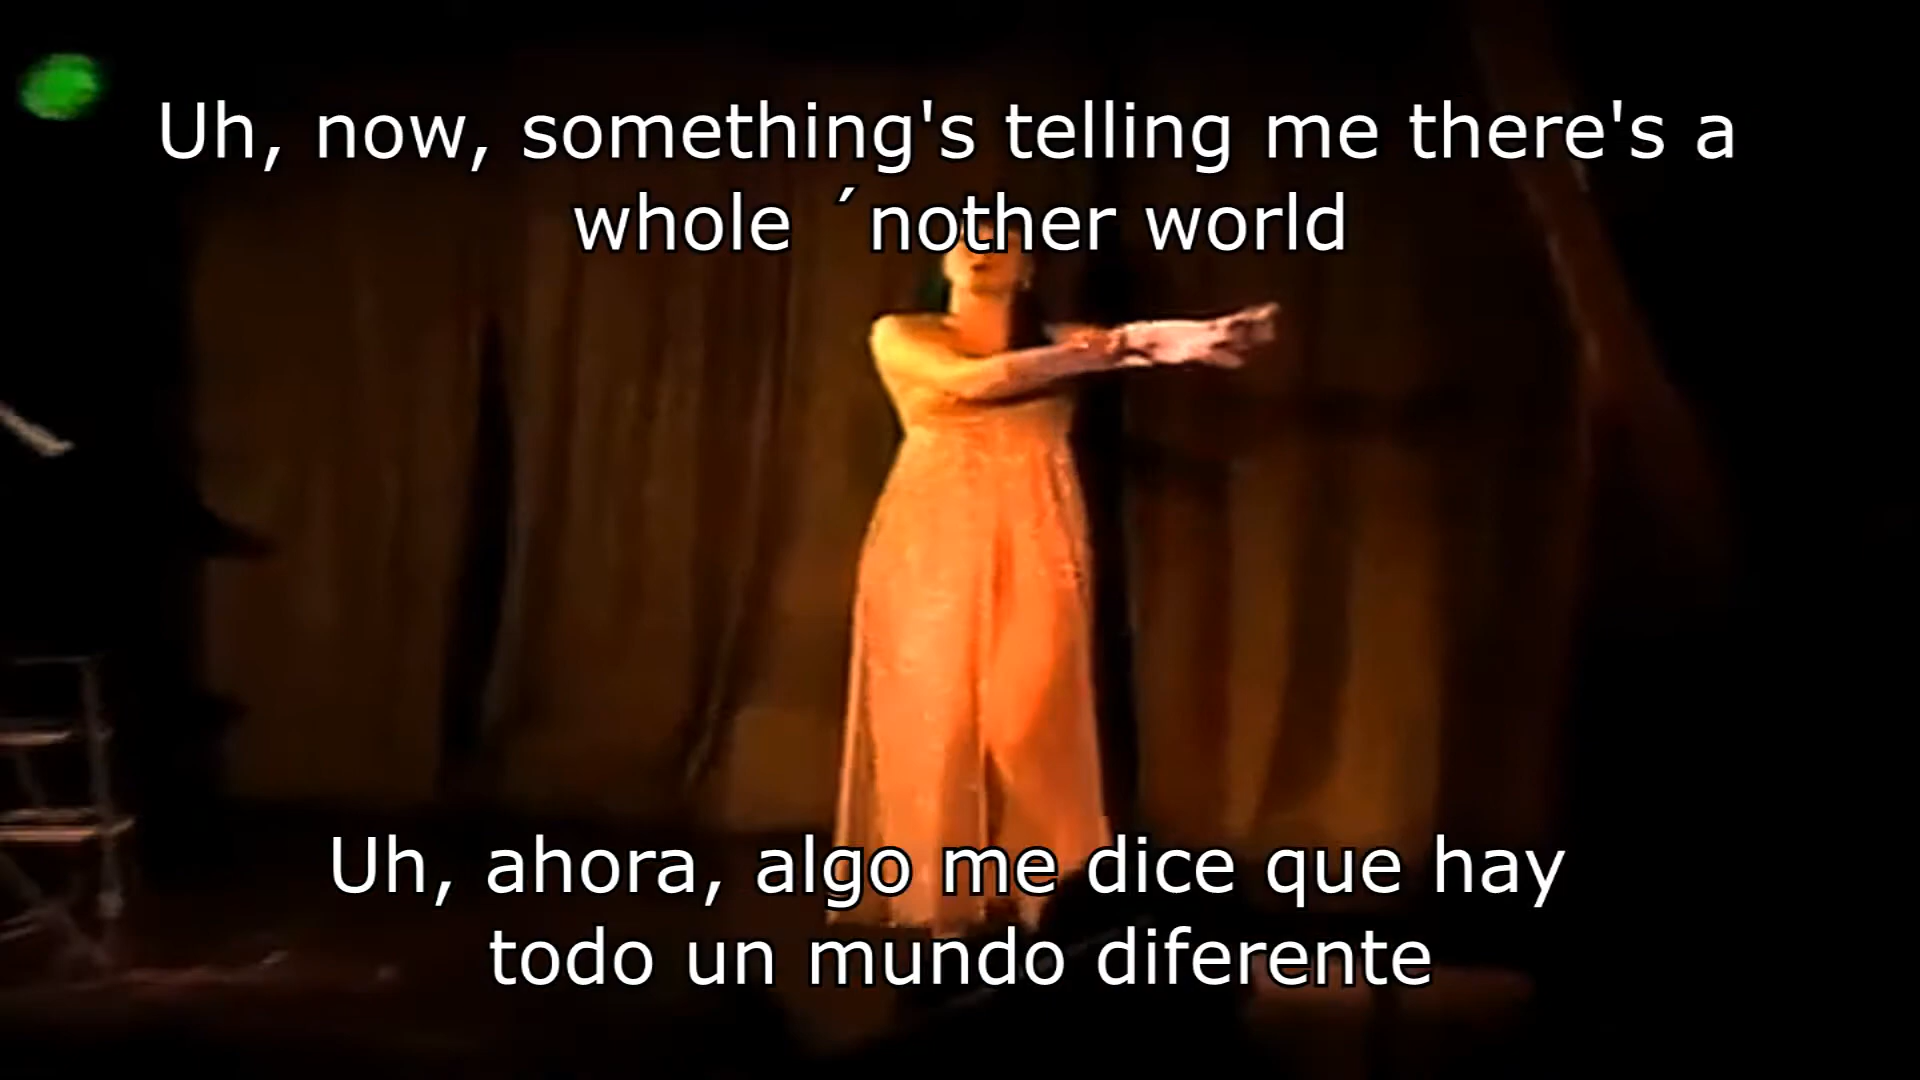 Uh, now, something's telling me there's a
whole ´nother world
Uh, ahora, algo me dice que hay
todo un mundo diferente